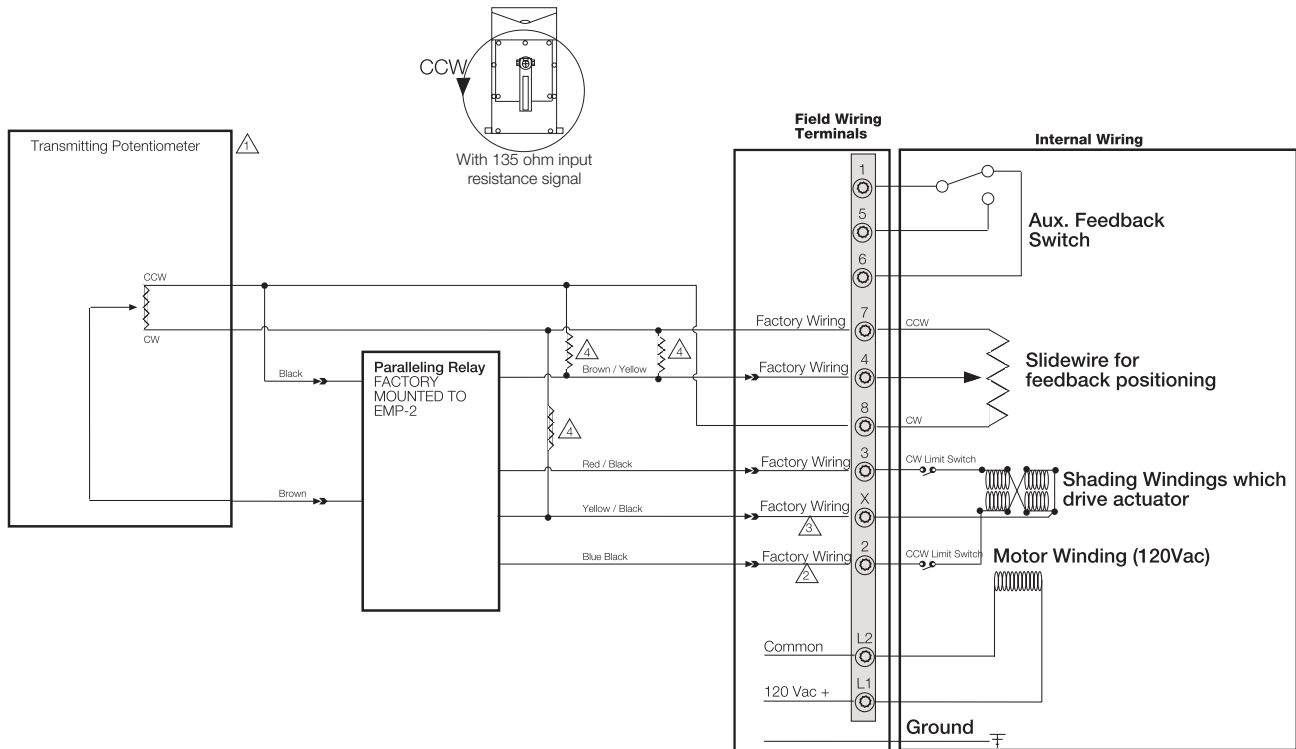 CCW
With 135 ohm input
resistance signal
Transmitting Potentiometer
1
CCW
CW
Black
Brown
Paralleling Relay
FACTORY
MOUNTED TO
EMP-2
4
4
4
Brown / Yellow
Red / Black
Yellow / Black
Blue Black
Field Wiring
Terminals
Factory Wiring
Factory Wiring
Factory Wiring
Factory Wiring
3
Factory Wiring
2
Common
120 Vac +
1
5
6
7
4
8
3
X
2
L2
L1
Internal Wiring
Aux. Feedback
Switch
CCW
Slidewire for
feedback positioning
CW
CW Limit Switch
Shading Windings which
drive actuator
CCW Limit Switch
Motor Winding (120Vac)
Ground